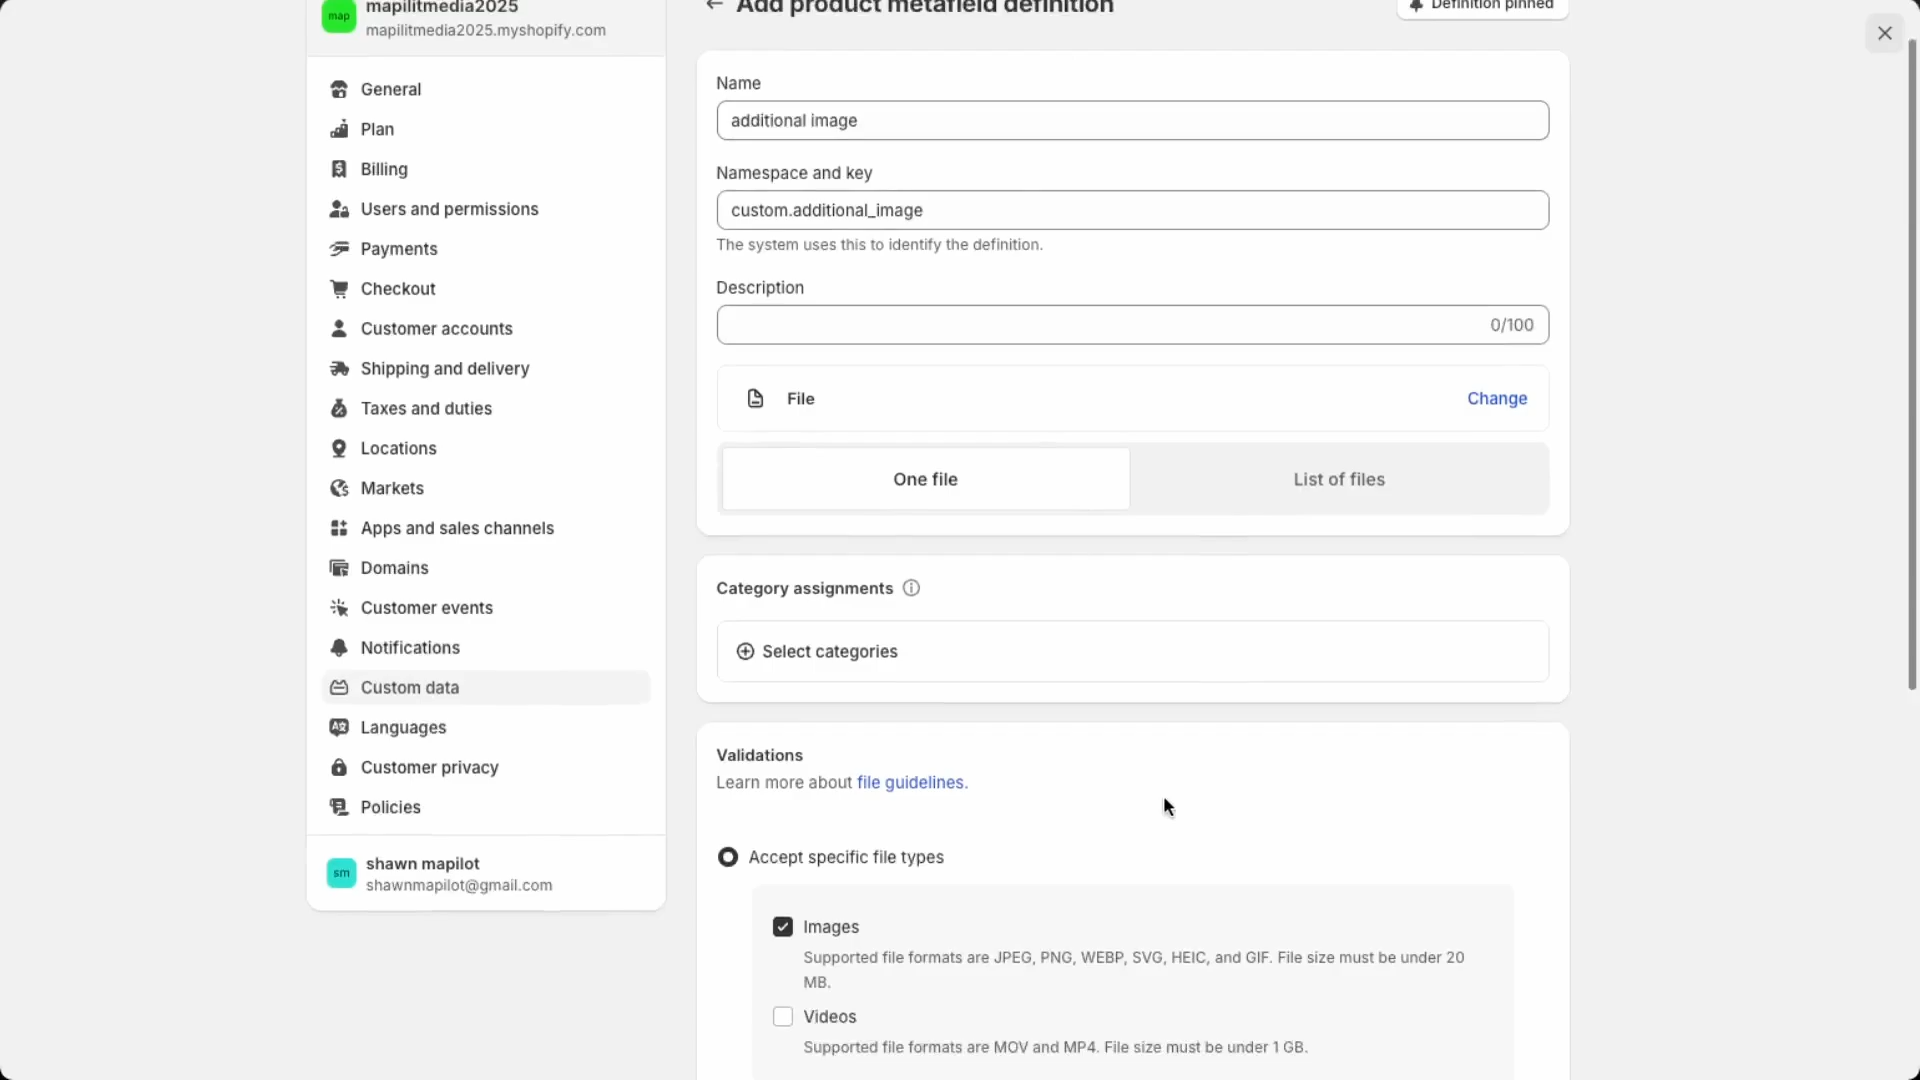 mapilitmedia2025
map
mapilitmedia2025.myshopify.com
General
Plan
Billing
Users and permissions
Payments
Checkout
Customer accounts
Shipping and delivery
Taxes and duties
Locations
Markets
Apps and sales channels
Domains
Customer events
Notifications
Custom data
Languages
Customer privacy
Policies
sm
shawn mapilot
shawnmapilot@gmail.com
Add product metafield definition
Definition pinned
Name
additional image
Namespace and key
custom.additional_image
The system uses this to identify the definition.
Description
0/100
File
Change
One file
List of files
Category assignments
Select categories
Validations
Learn more about file guidelines.
Accept specific file types
Images
Supported file formats are JPEG, PNG, WEBP, SVG, HEIC, and GIF. File size must be under 20
MB.
Videos
Supported file formats are MOV and MP4. File size must be under 1 GB.